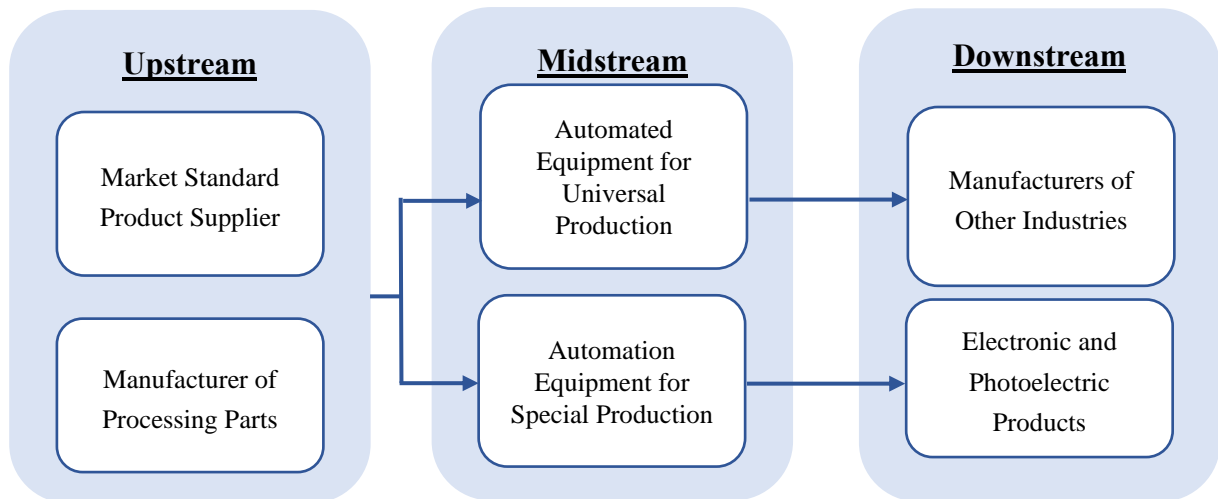 Upstream
Market Standard
Product Supplier
Manufacturer of
Processing Parts
Midstream
Automated
Equipment for
Universal
Production
Automation
Equipment for
Special Production
Downstream
Manufacturers of
Other Industries
Electronic and
Photoelectric
Products